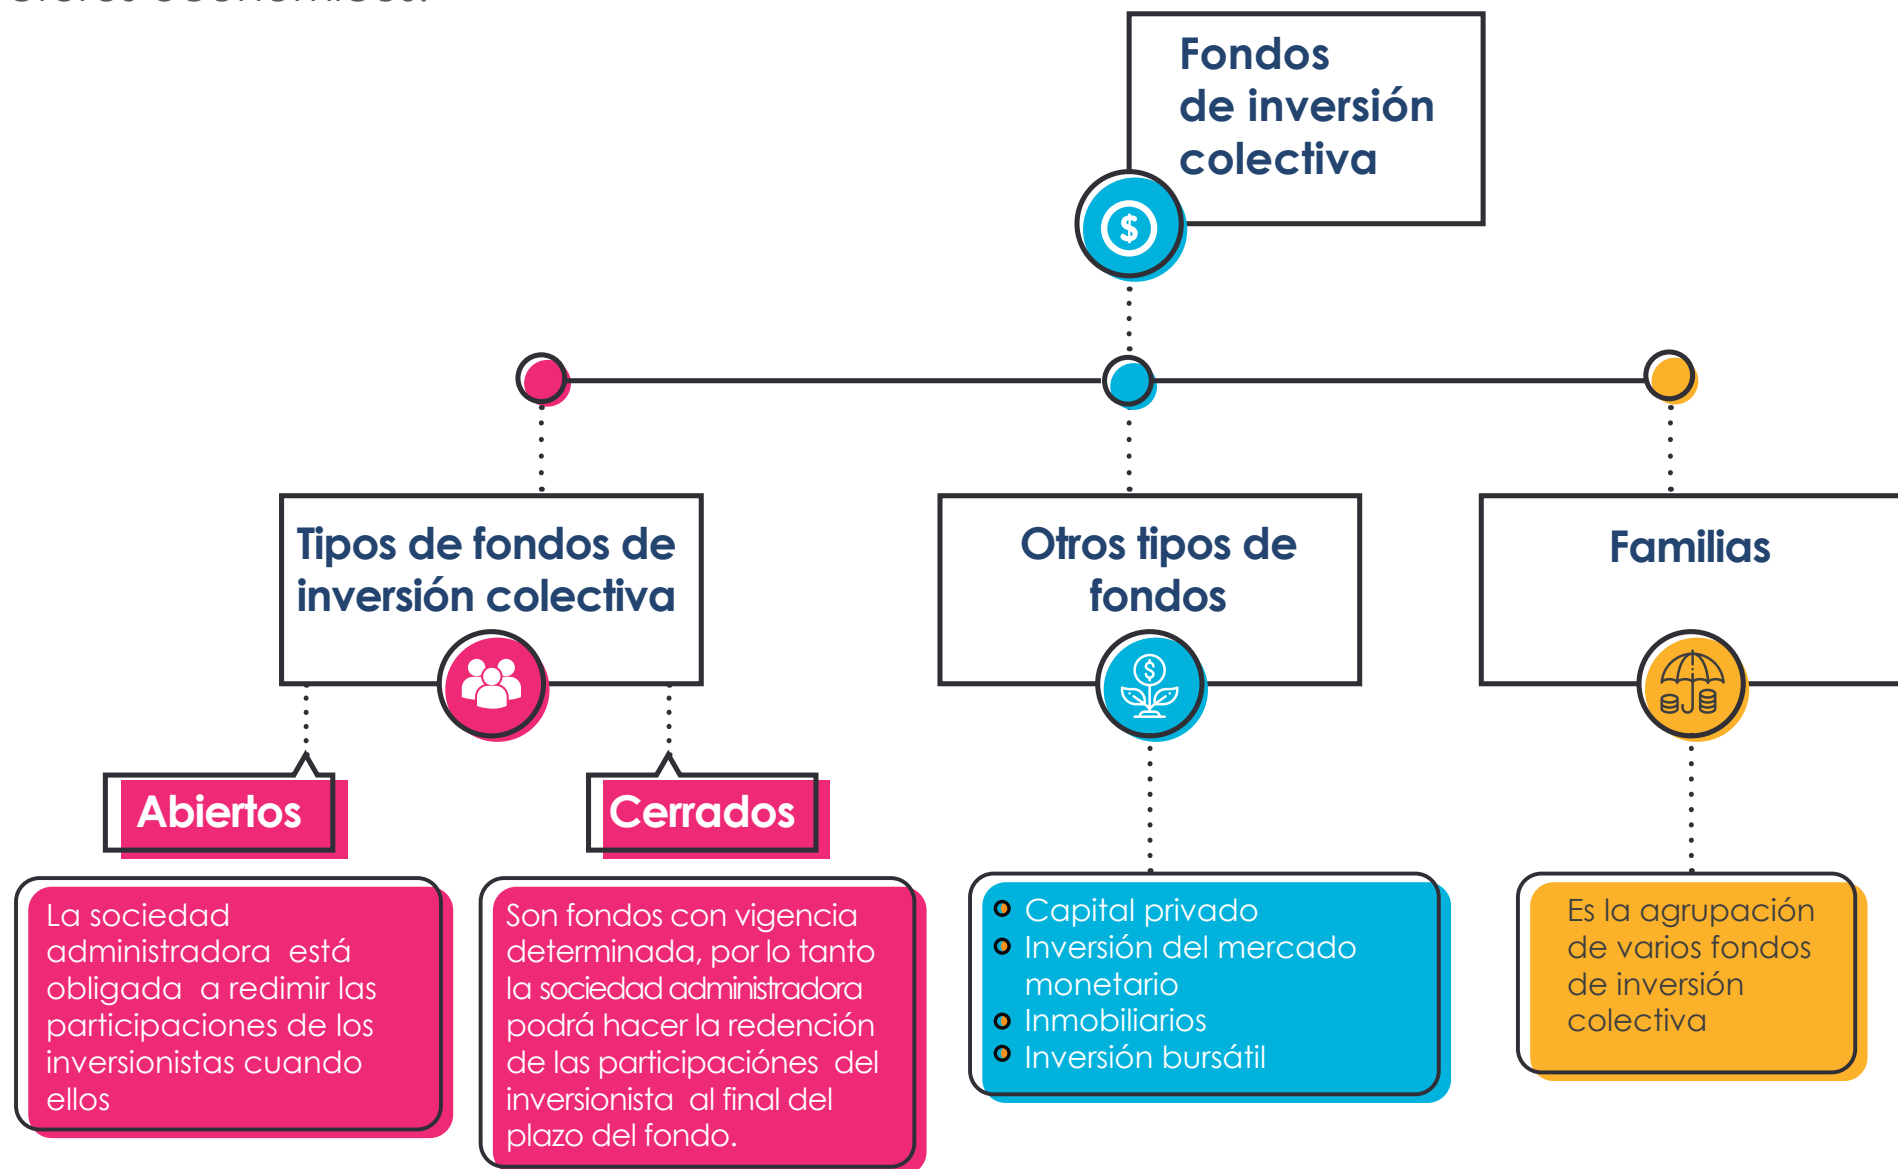 económicos.
Fondos
de inversión
colectiva
Tipos de fondos de
inversión colectiva
Otros tipos de
fondos
Familias
Abiertos
Cerrados
La sociedad
administradora está
obligada a redimir las
participaciones de los
inversionistas cuando
ellos
Son fondos con vigencia
determinada, por lo tanto
la sociedad administradora
podrá hacer la redención
de las participaciónes del
inversionista al final del
plazo del fondo.
Capital privado
Inversión del mercado
monetario
Inmobiliarios
Inversión bursátil
Es la agrupación
de varios fondos
de inversión
colectiva